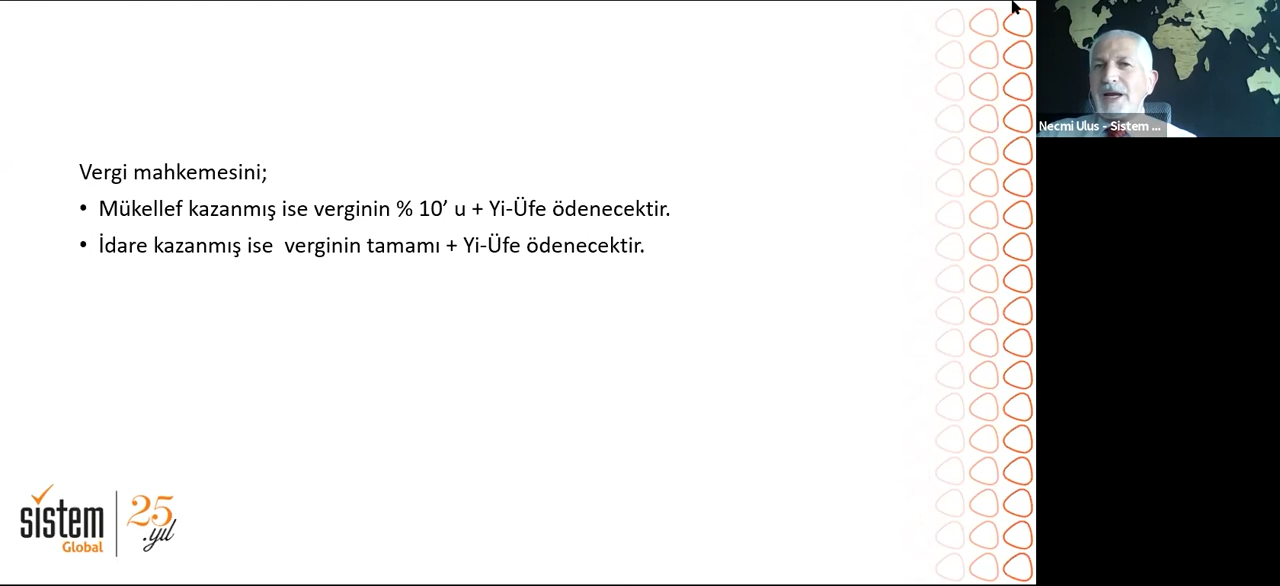 Vergi mahkemesini;
• Mükellef kazanmış ise verginin % 10’ u + Yi-Üfe ödenecektir.
• İdare kazanmış ise  verginin tamamı + Yi-Üfe ödenecektir.
Necmi Ulus - Sistem ...
sistem
Global
25
.yıl